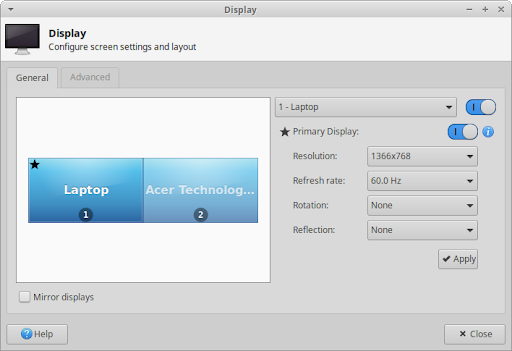 Display
Display
Configure screen settings and layout
General
Advanced
1 - Laptop
Primary Display:
Resolution:
1366x768
Refresh rate:
60.0 Hz
Rotation:
None
Reflection:
None
Apply
Laptop
1
Acer Technolog...
2
Mirror displays
Help
Close